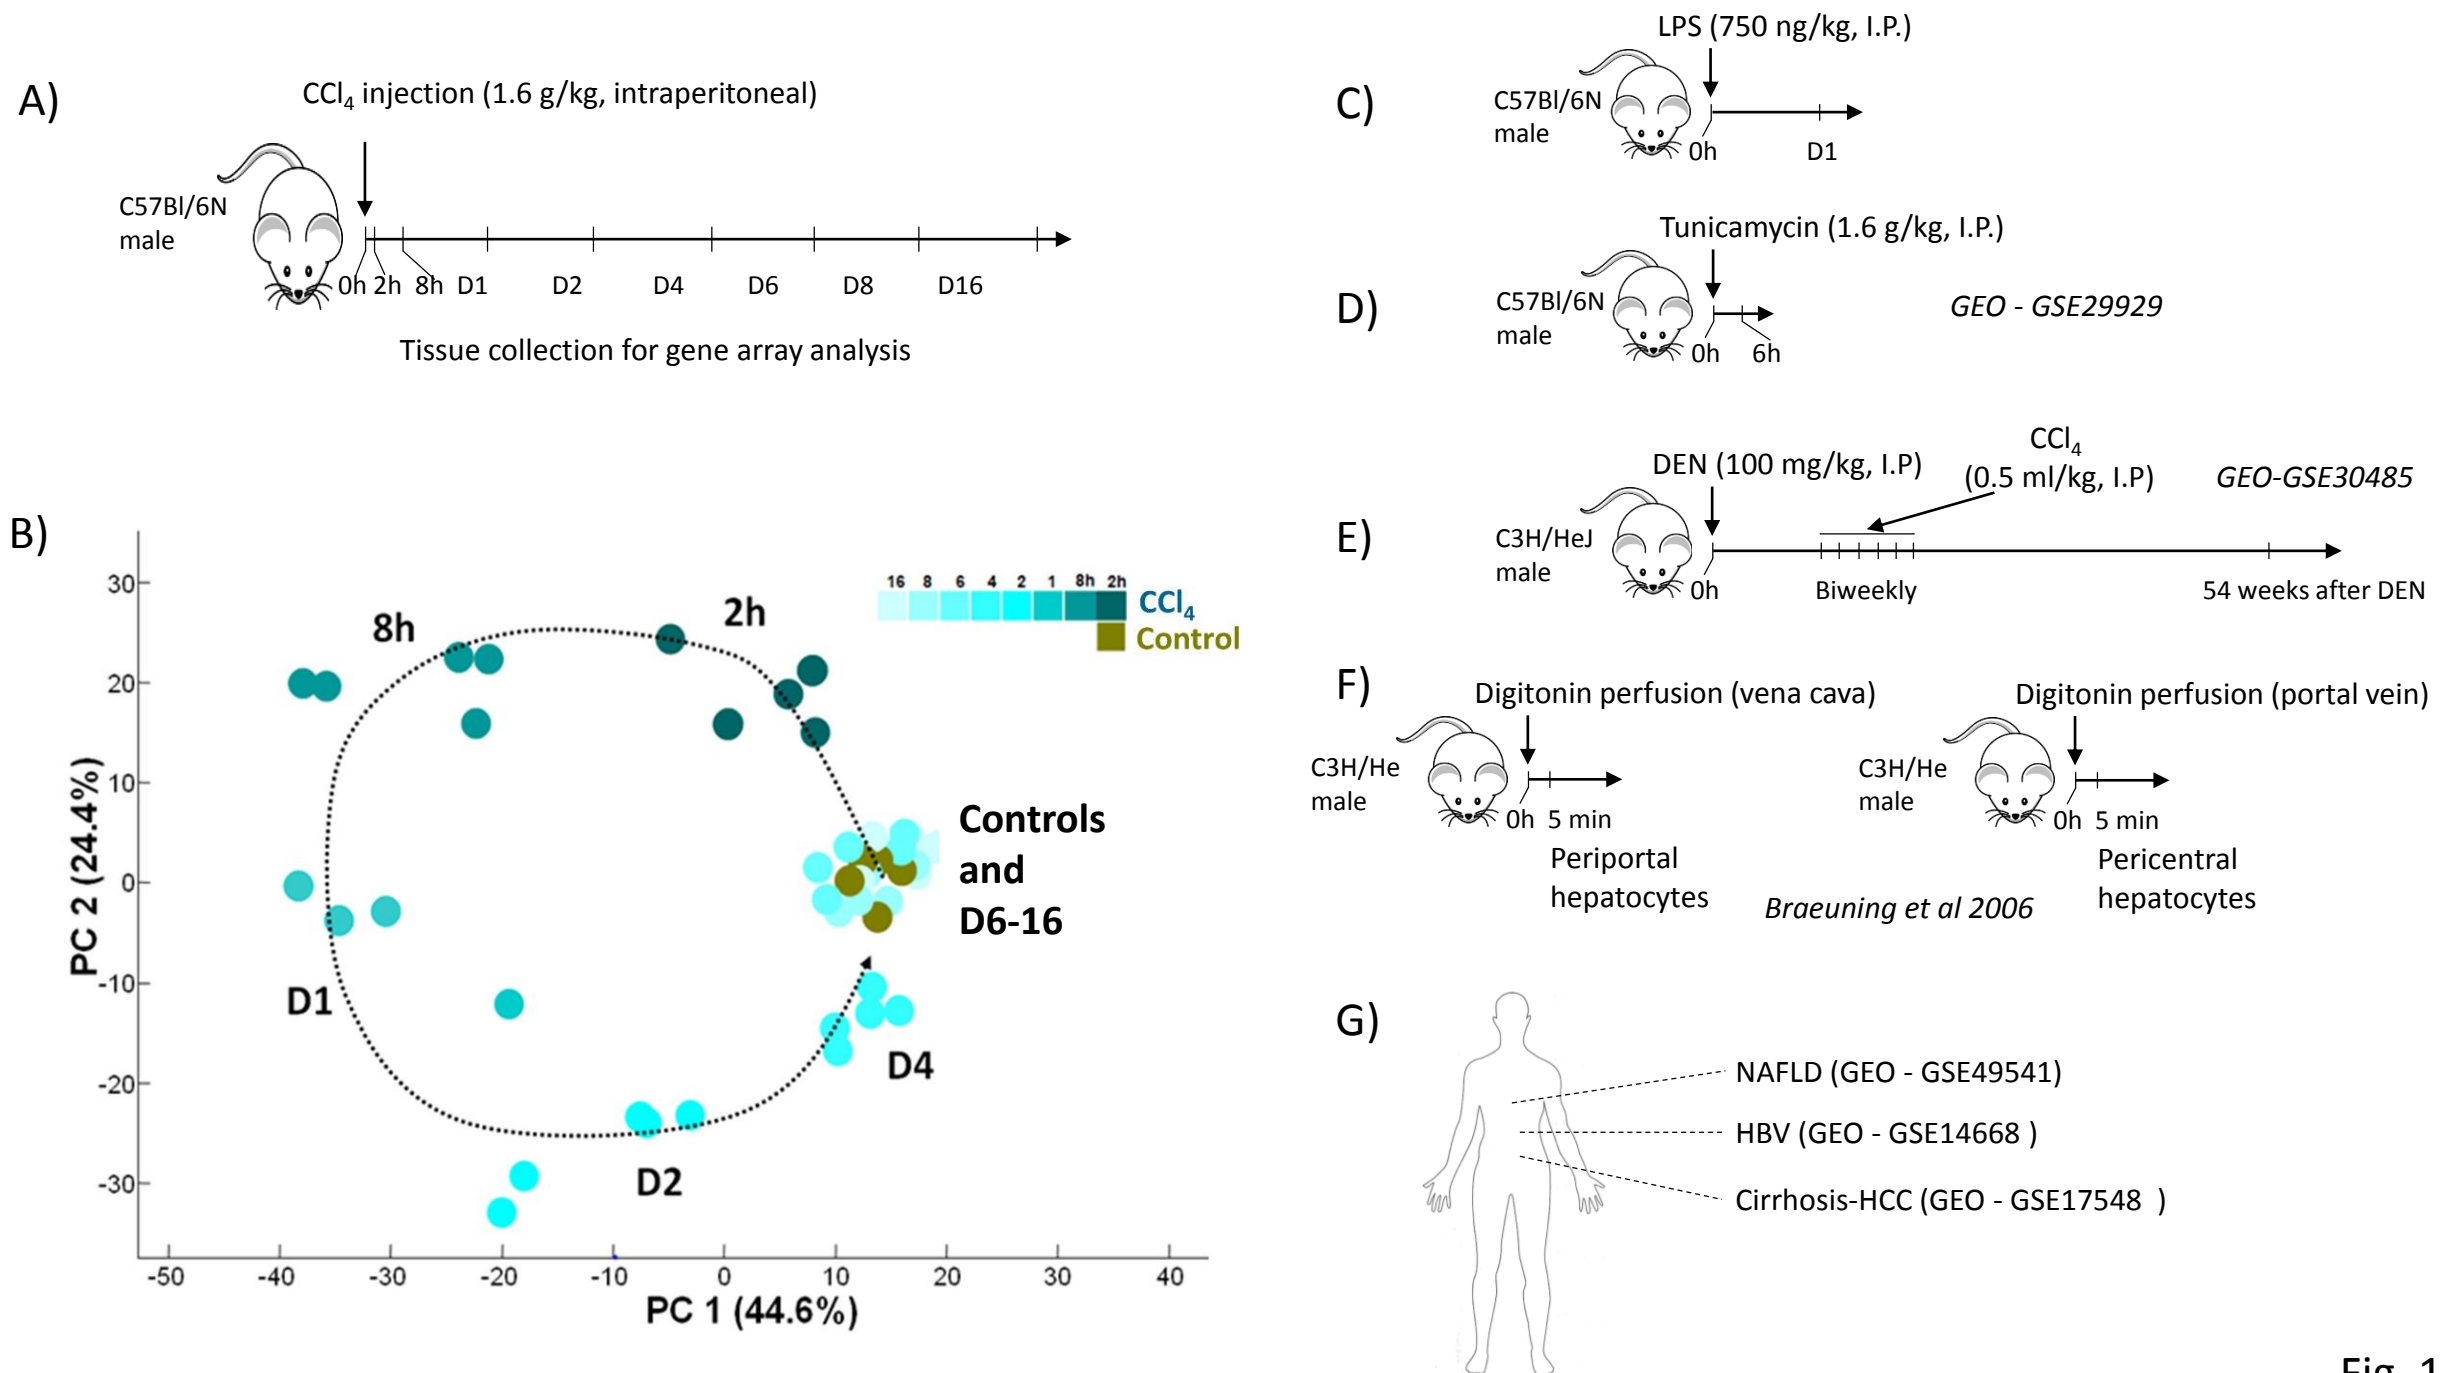 A)
CCl4 injection (1.6 g/kg, intraperitoneal)
C57Bl/6N
male
0h 2h 8h D1 D2 D4 D6 D8 D16
Tissue collection for gene array analysis
B)
30
20
10
0
-10
-20
-30
PC 2 (24.4%)
16 8 6 4 2 1 8h 2h
CCl4
Control
8h
2h
Controls
and
D6-16
D1
D4
D2
-50 -40 -30 -20 -10 0 10 20 30 40
PC 1 (44.6%)
C)
LPS (750 ng/kg, I.P.)
C57Bl/6N
male
0h D1
D)
Tunicamycin (1.6 g/kg, I.P.)
C57Bl/6N
male
0h 6h
GEO - GSE29929
E)
DEN (100 mg/kg, I.P)
CCl4
(0.5 ml/kg, I.P)
GEO-GSE30485
C3H/HeJ
male
0h Biweekly 54 weeks after DEN
F)
Digitonin perfusion (vena cava)
C3H/He
male
0h 5 min
Periportal
hepatocytes
Digitonin perfusion (portal vein)
C3H/He
male
0h 5 min
Pericentral
hepatocytes
Braeuning et al 2006
G)
NAFLD (GEO - GSE49541)
HBV (GEO - GSE14668 )
Cirrhosis-HCC (GEO - GSE17548 )
Fig. 1